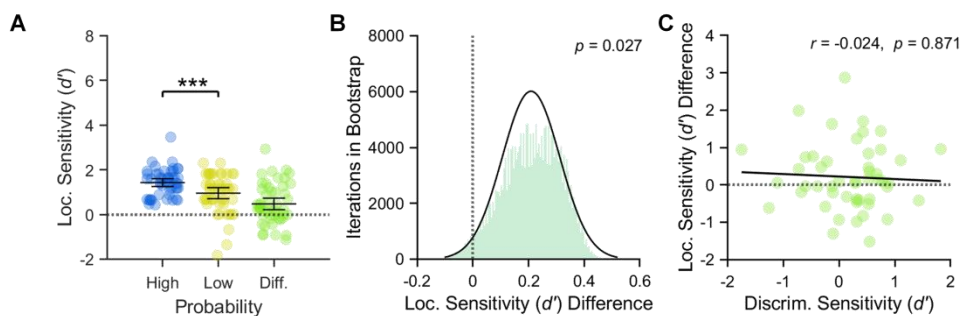 A
Loc. Sensitivity (d′)
8
6
4
2
0
-2
***
High
Low
Diff.
Probability
B
Iterations in Bootstrap
8000
6000
4000
2000
0
p = 0.027
-0.2
0
0.2
0.4
0.6
Loc. Sensitivity (d′) Difference
C
Loc. Sensitivity (d′) Difference
4
3
2
1
0
-1
-2
r = -0.024, p = 0.871
-2
-1
0
1
2
Discrim. Sensitivity (d′)